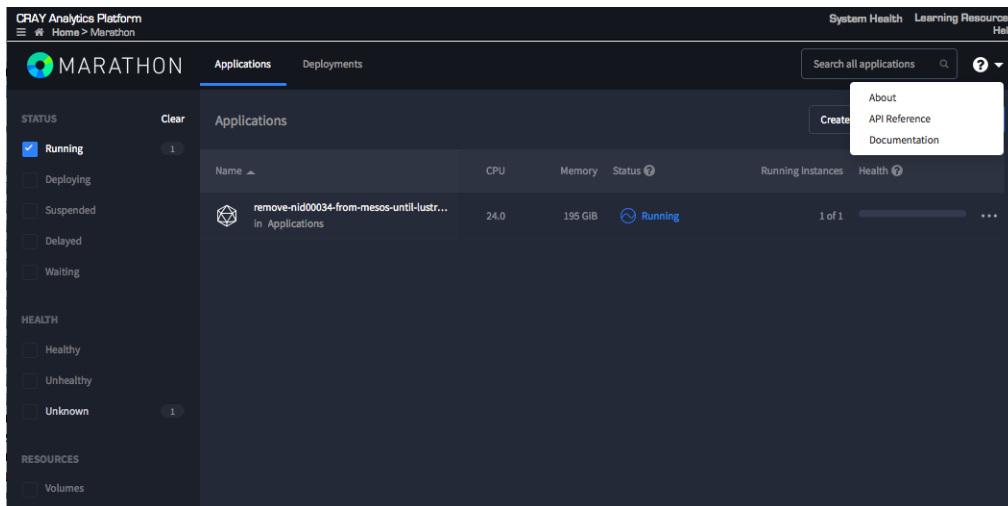 CRAY Analytics Platform
System Health Learning Resource
Home > Marathon
Hel
MARATHON
Applications
Deployments
Search all applications
About
API Reference
Documentation
STATUS
Clear
Running
1
Deploying
Suspended
Delayed
Waiting
HEALTH
Healthy
Unhealthy
Unknown
1
RESOURCES
Volumes
Applications
Create
Name
CPU
Memory
Status
Running Instances
Health
remove-nid00034-from-mesos-until-lustr...
in Applications
24.0
195 GiB
Running
1 of 1